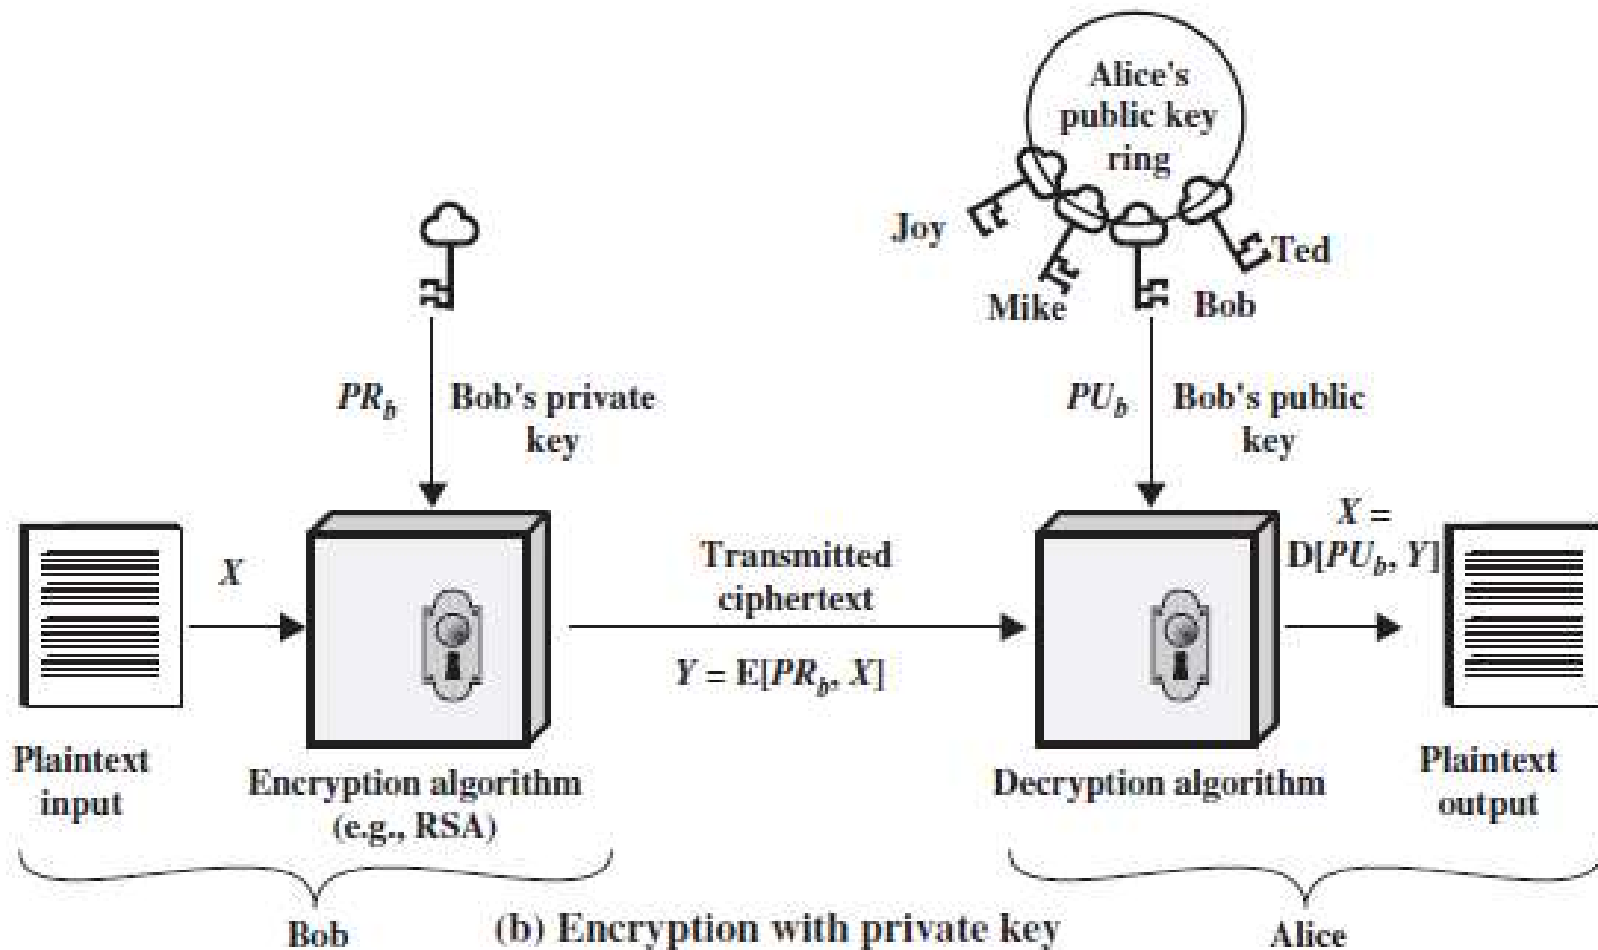 Alice's
public key
ring
Joy
Ted
Mike
Bob
PR_b
Bob's private
key
PU_b
Bob's public
key
X
Transmitted
ciphertext
X =
D[PU_b, Y]
Y = E[PR_b, X]
Plaintext
input
Encryption algorithm
(e.g., RSA)
Decryption algorithm
Plaintext
output
Bob
(b) Encryption with private key
Alice